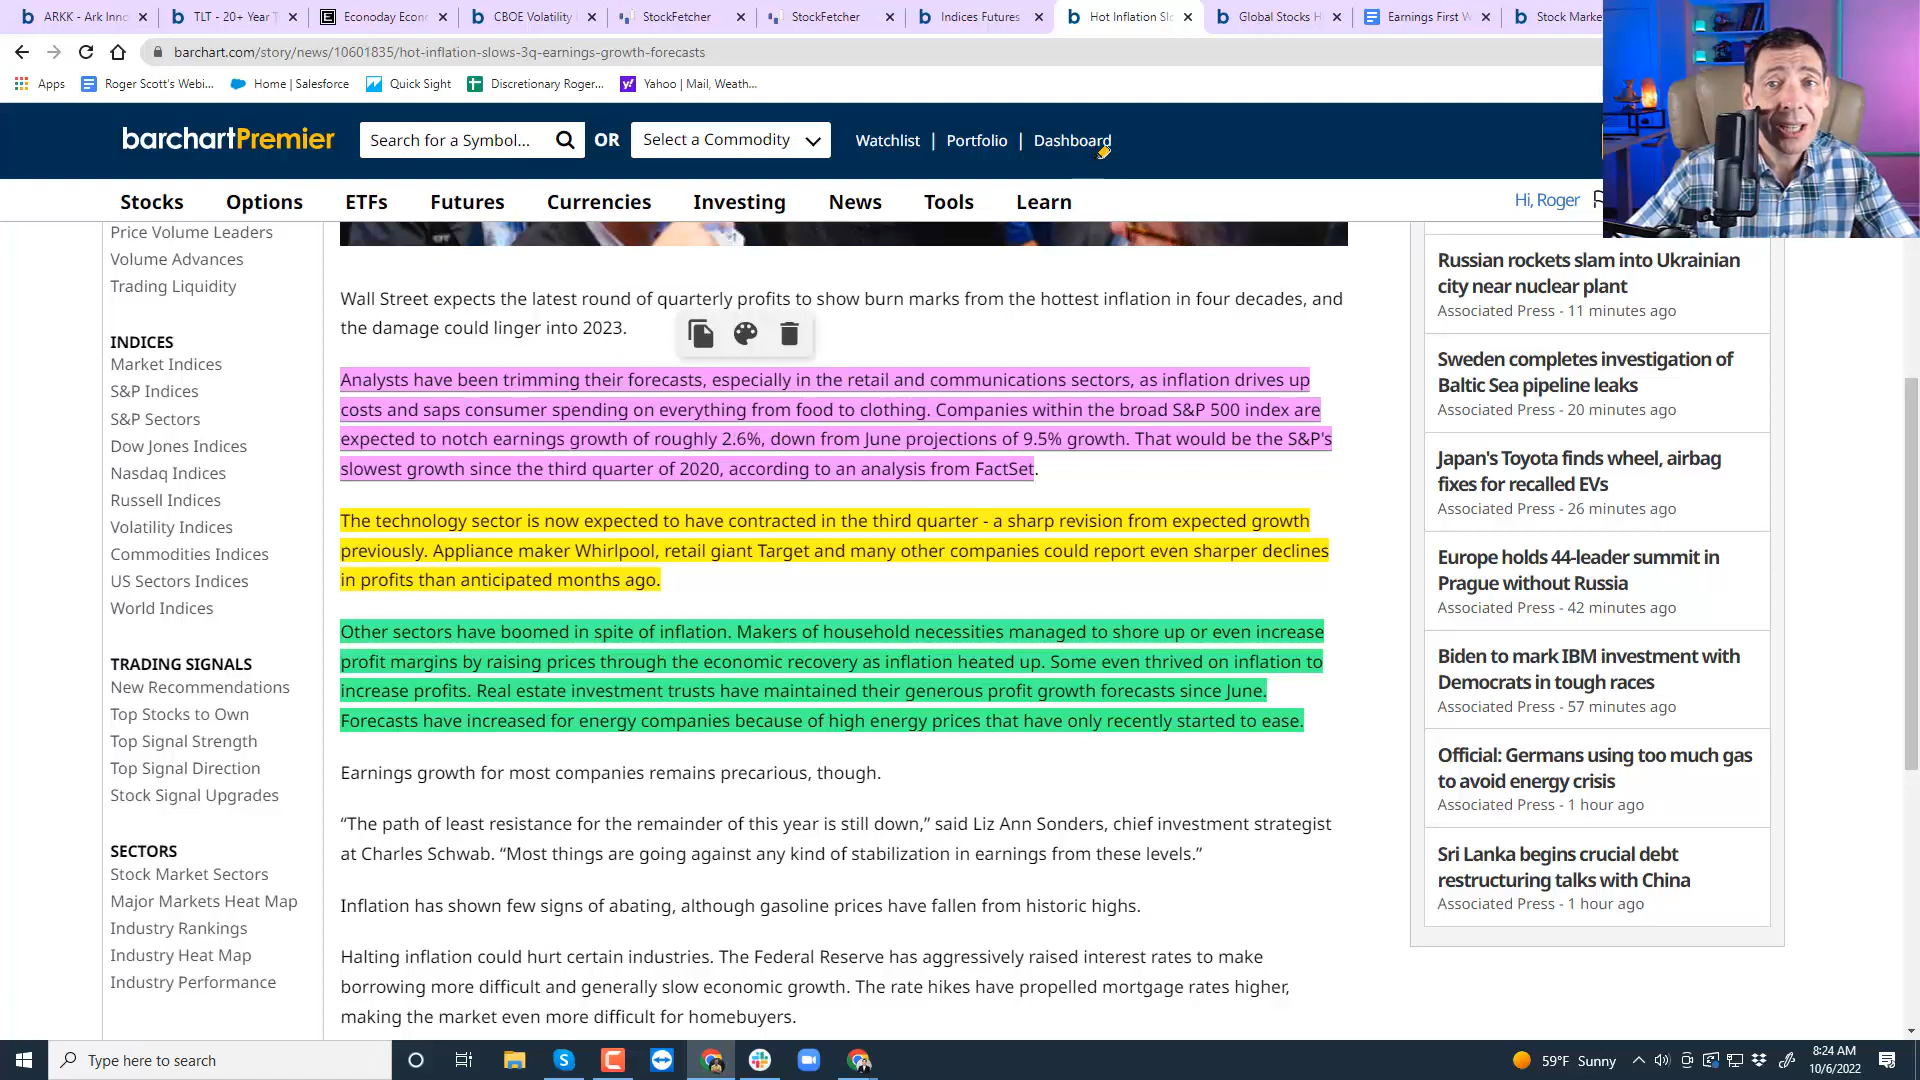 ARKK - Ark Inno
TLT - 20+ Year T
Econoday Econ
CBOE Volatility
StockFetcher
StockFetcher
Indices Futures
Hot Inflation Slo
Global Stocks H
Earnings First W
Stock Marke
barchart.com/story/news/10601835/hot-inflation-slows-3q-earnings-growth-forecasts
Apps
Roger Scott's Webi...
Home | Salesforce
Quick Sight
Discretionary Roger...
Yahoo | Mail, Weath...
barchartPremier
Search for a Symbol...
OR
Select a Commodity
Watchlist | Portfolio | Dashboard
Stocks Options ETFs Futures Currencies Investing News Tools Learn
Hi, Roger
Price Volume Leaders
Volume Advances
Trading Liquidity
INDICES
Market Indices
S&P Indices
S&P Sectors
Dow Jones Indices
Nasdaq Indices
Russell Indices
Volatility Indices
Commodities Indices
US Sectors Indices
World Indices
TRADING SIGNALS
New Recommendations
Top Stocks to Own
Top Signal Strength
Top Signal Direction
Stock Signal Upgrades
SECTORS
Stock Market Sectors
Major Markets Heat Map
Industry Rankings
Industry Heat Map
Industry Performance
Wall Street expects the latest round of quarterly profits to show burn marks from the hottest inflation in four decades, and
the damage could linger into 2023.
Analysts have been trimming their forecasts, especially in the retail and communications sectors, as inflation drives up
costs and saps consumer spending on everything from food to clothing. Companies within the broad S&P 500 index are
expected to notch earnings growth of roughly 2.6%, down from June projections of 9.5% growth. That would be the S&P's
slowest growth since the third quarter of 2020, according to an analysis from FactSet.
The technology sector is now expected to have contracted in the third quarter - a sharp revision from expected growth
previously. Appliance maker Whirlpool, retail giant Target and many other companies could report even sharper declines
in profits than anticipated months ago.
Other sectors have boomed in spite of inflation. Makers of household necessities managed to shore up or even increase
profit margins by raising prices through the economic recovery as inflation heated up. Some even thrived on inflation to
increase profits. Real estate investment trusts have maintained their generous profit growth forecasts since June.
Forecasts have increased for energy companies because of high energy prices that have only recently started to ease.
Earnings growth for most companies remains precarious, though.
“The path of least resistance for the remainder of this year is still down,” said Liz Ann Sonders, chief investment strategist
at Charles Schwab. “Most things are going against any kind of stabilization in earnings from these levels.”
Inflation has shown few signs of abating, although gasoline prices have fallen from historic highs.
Halting inflation could hurt certain industries. The Federal Reserve has aggressively raised interest rates to make
borrowing more difficult and generally slow economic growth. The rate hikes have propelled mortgage rates higher,
making the market even more difficult for homebuyers.
Russian rockets slam into Ukrainian
city near nuclear plant
Associated Press - 11 minutes ago
Sweden completes investigation of
Baltic Sea pipeline leaks
Associated Press - 20 minutes ago
Japan's Toyota finds wheel, airbag
fixes for recalled EVs
Associated Press - 26 minutes ago
Europe holds 44-leader summit in
Prague without Russia
Associated Press - 42 minutes ago
Biden to mark IBM investment with
Democrats in tough races
Associated Press - 57 minutes ago
Official: Germans using too much gas
to avoid energy crisis
Associated Press - 1 hour ago
Sri Lanka begins crucial debt
restructuring talks with China
Associated Press - 1 hour ago
Type here to search
59°F Sunny
8:24 AM
10/6/2022